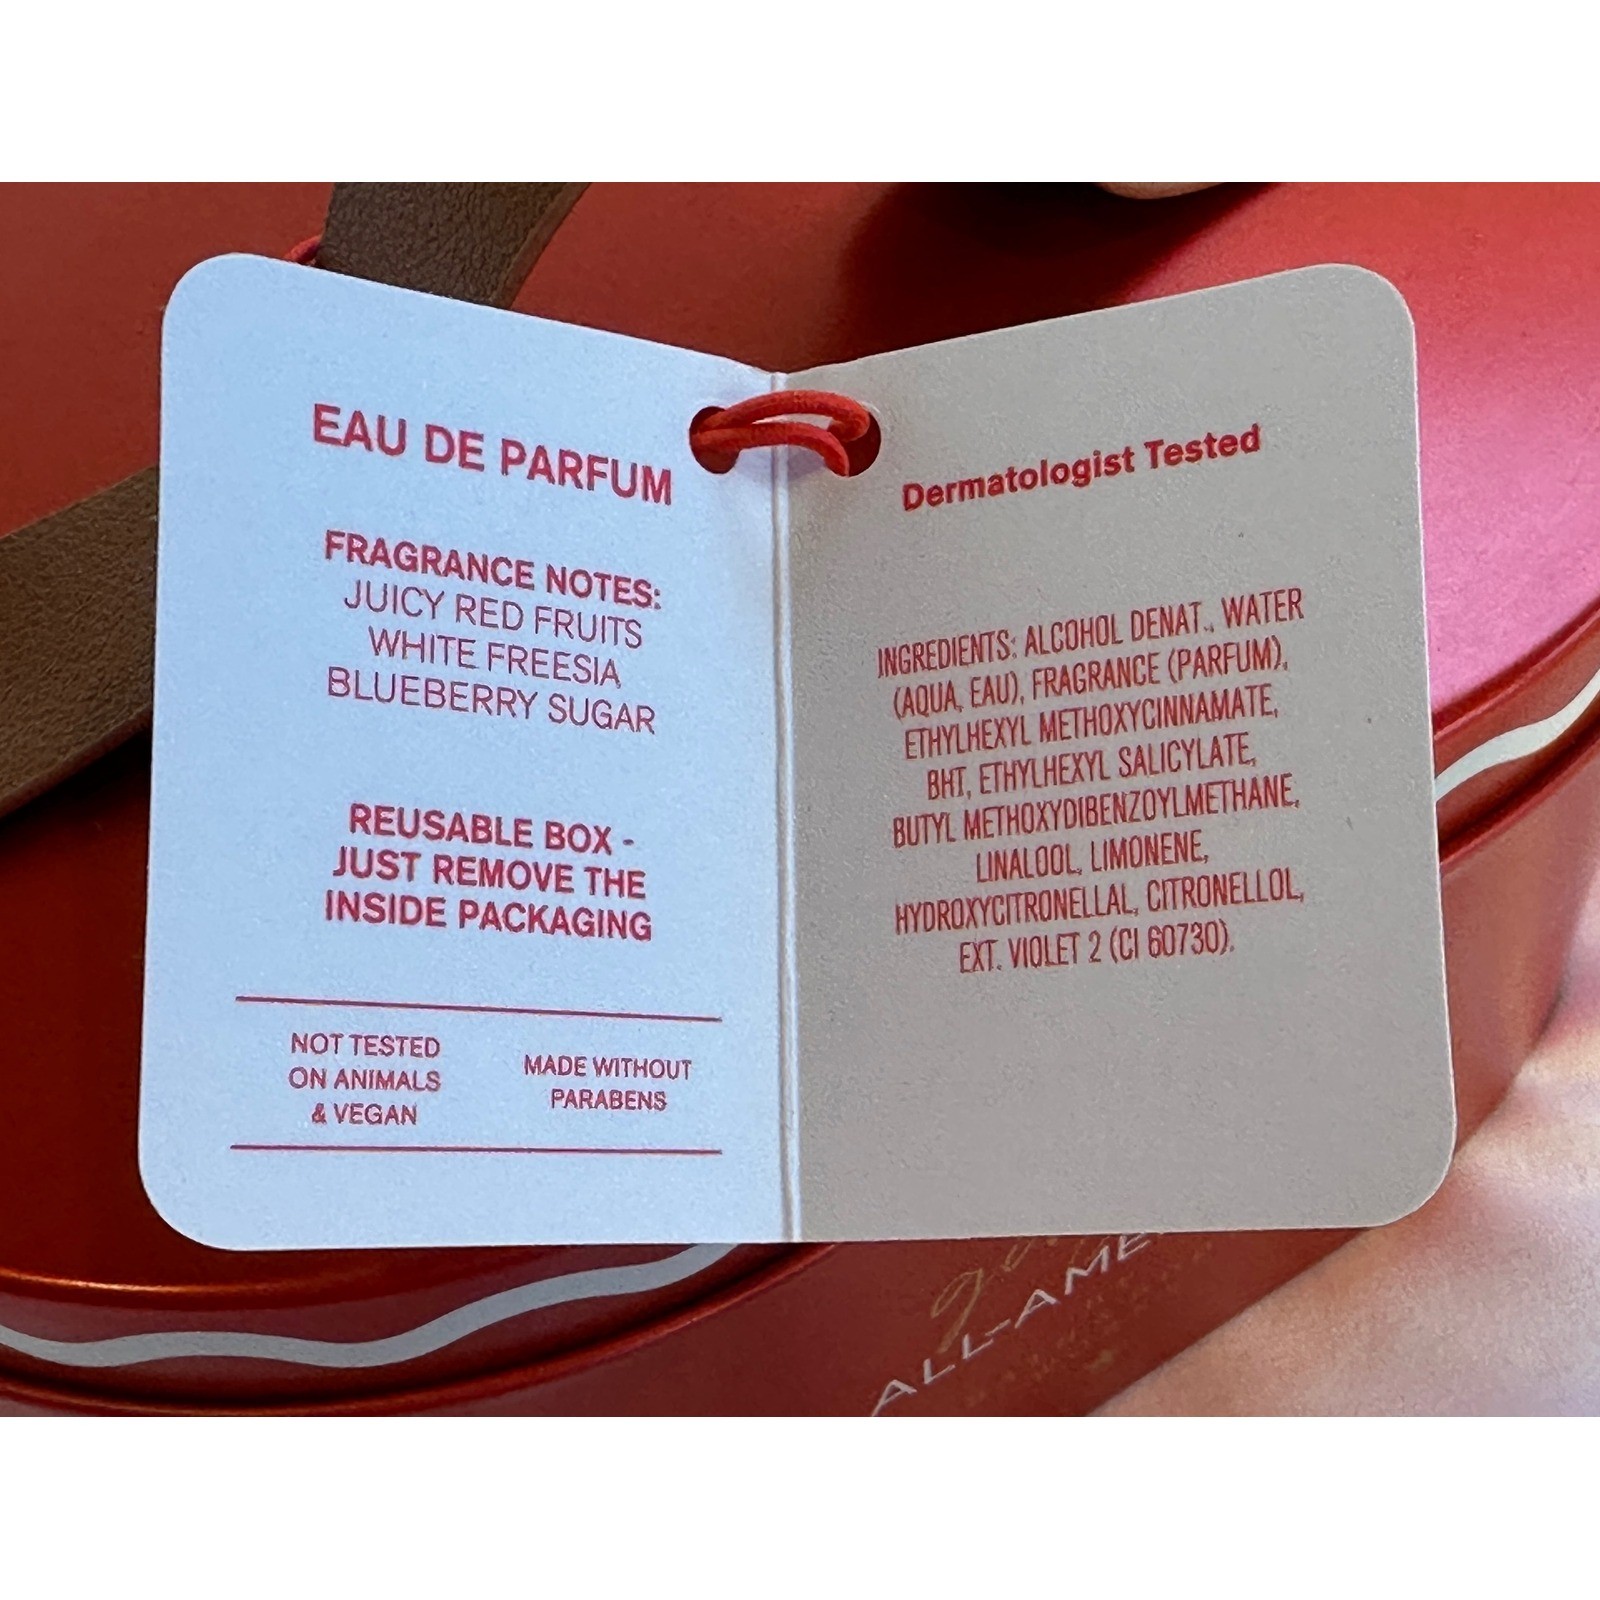 EAU DE PARFUM
FRAGRANCE NOTES:
JUICY RED FRUITS
WHITE FREESIA
BLUEBERRY SUGAR
REUSABLE BOX -
JUST REMOVE THE
INSIDE PACKAGING
NOT TESTED
ON ANIMALS
& VEGAN
MADE WITHOUT
PARABENS
Dermatologist Tested
INGREDIENTS: ALCOHOL DENAT., WATER
(AQUA, EAU), FRAGRANCE (PARFUM),
ETHYLHEXYL METHOXYCINNAMATE,
BHT, ETHYLHEXYL SALICYLATE,
BUTYL METHOXYDIBENZOYLMETHANE,
LINALOOL, LIMONENE,
HYDROXYCITRONELLAL, CITRONELLOL,
EXT. VIOLET 2 (CI 60730).
ALL-AME